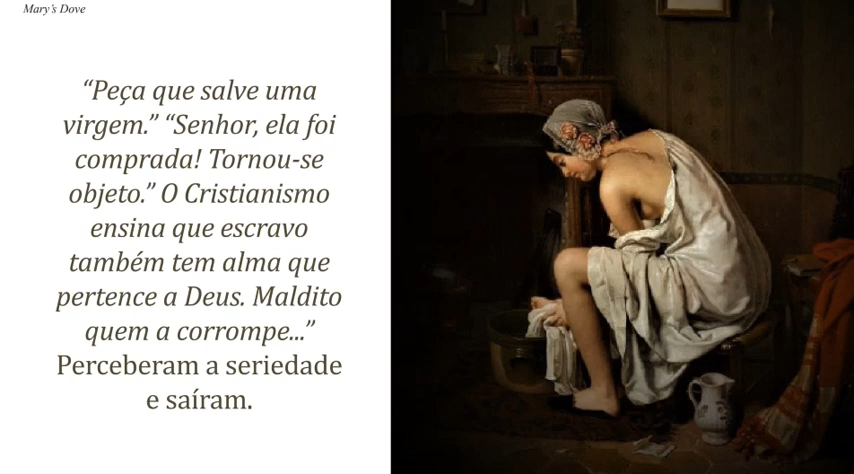 Mary's Dove
“Peça que salve uma
virgem.” “Senhor, ela foi
comprada! Tornou-se
objeto.” O Cristianismo
ensina que escravo
também tem alma que
pertence a Deus. Maldito
quem a corrompe...”
Perceberam a seriedade
e saíram.